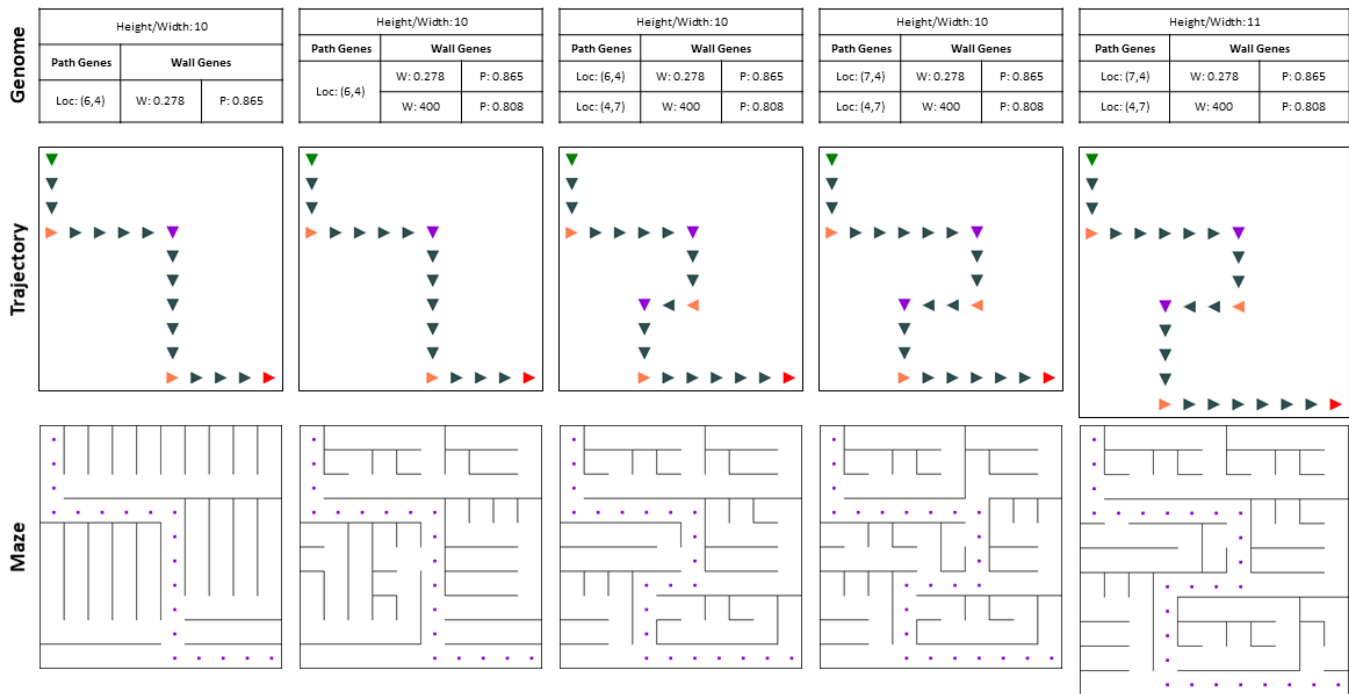 Genome
Height/Width: 10
Path Genes Wall Genes
Loc: (6,4) W: 0.278 P: 0.865
Height/Width: 10
Path Genes Wall Genes
Loc: (6,4) W: 0.278 P: 0.865
W: 400 P: 0.808
Height/Width: 10
Path Genes Wall Genes
Loc: (6,4) W: 0.278 P: 0.865
Loc: (4,7) W: 400 P: 0.808
Height/Width: 10
Path Genes Wall Genes
Loc: (7,4) W: 0.278 P: 0.865
Loc: (4,7) W: 400 P: 0.808
Height/Width: 11
Path Genes Wall Genes
Loc: (7,4) W: 0.278 P: 0.865
Loc: (4,7) W: 400 P: 0.808
Trajectory
Maze